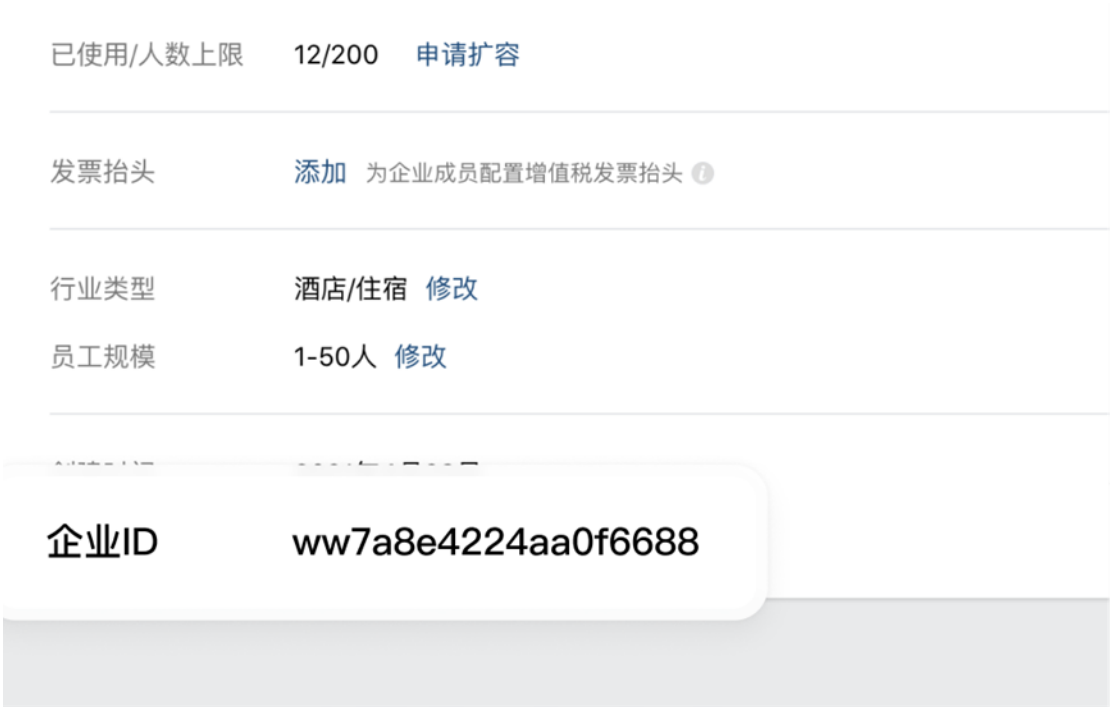 已使用/人数上限 12/200 申请扩容
发票抬头 添加 为企业成员配置增值税发票抬头
行业类型 酒店/住宿 修改
员工规模 1-50人 修改
企业ID ww7a8e4224aa0f6688